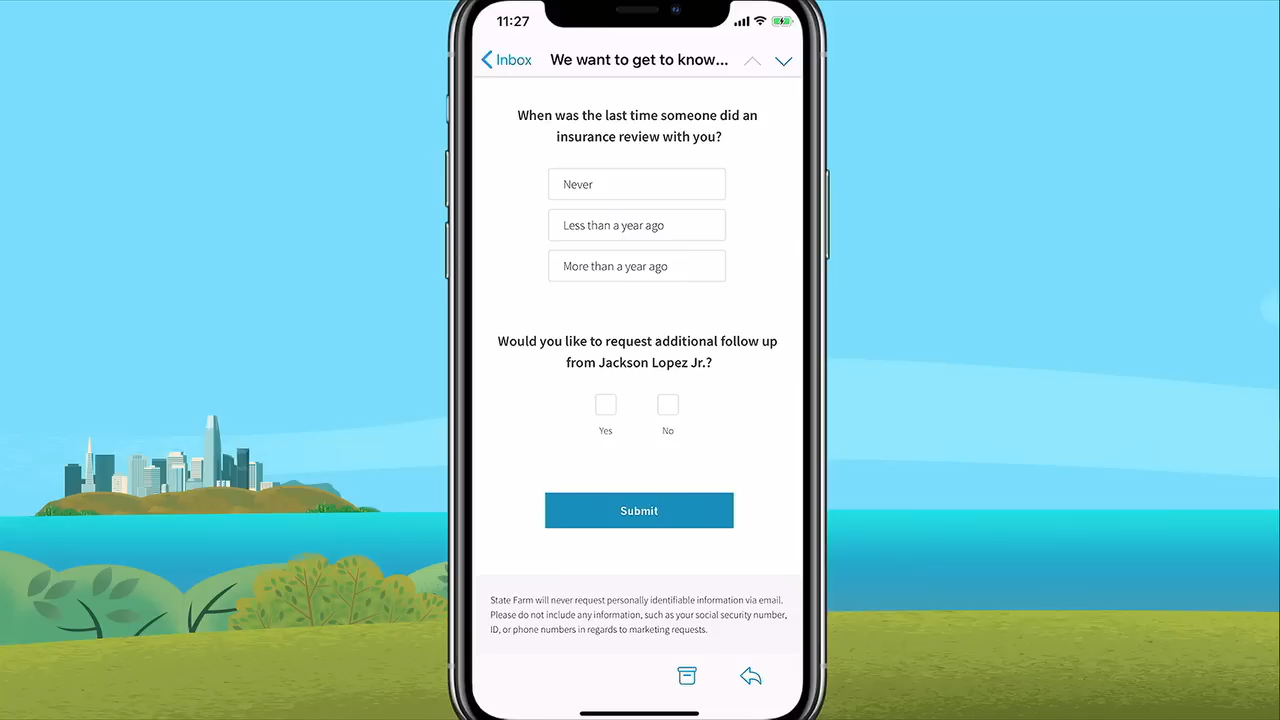 11:27
Inbox
We want to get to know...
When was the last time someone did an
insurance review with you?
Never
Less than a year ago
More than a year ago
Would you like to request additional follow up
from Jackson Lopez Jr.?
Yes
No
Submit
State Farm will never request personally identifiable information via email.
Please do not include any information, such as your social security number,
ID, or phone numbers in regards to marketing requests.